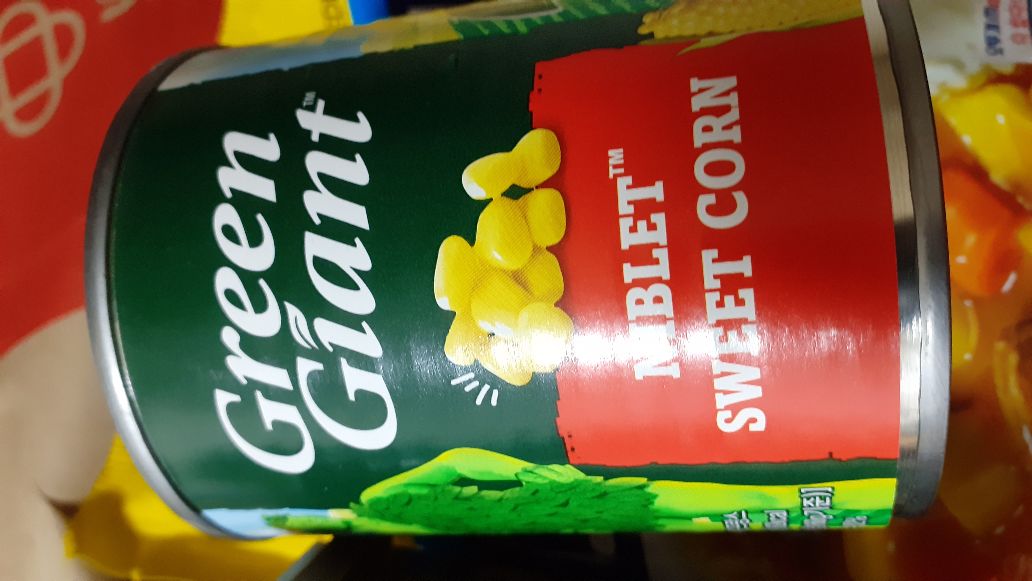 Green
Giant™
NIBLET™
SWEET CORN